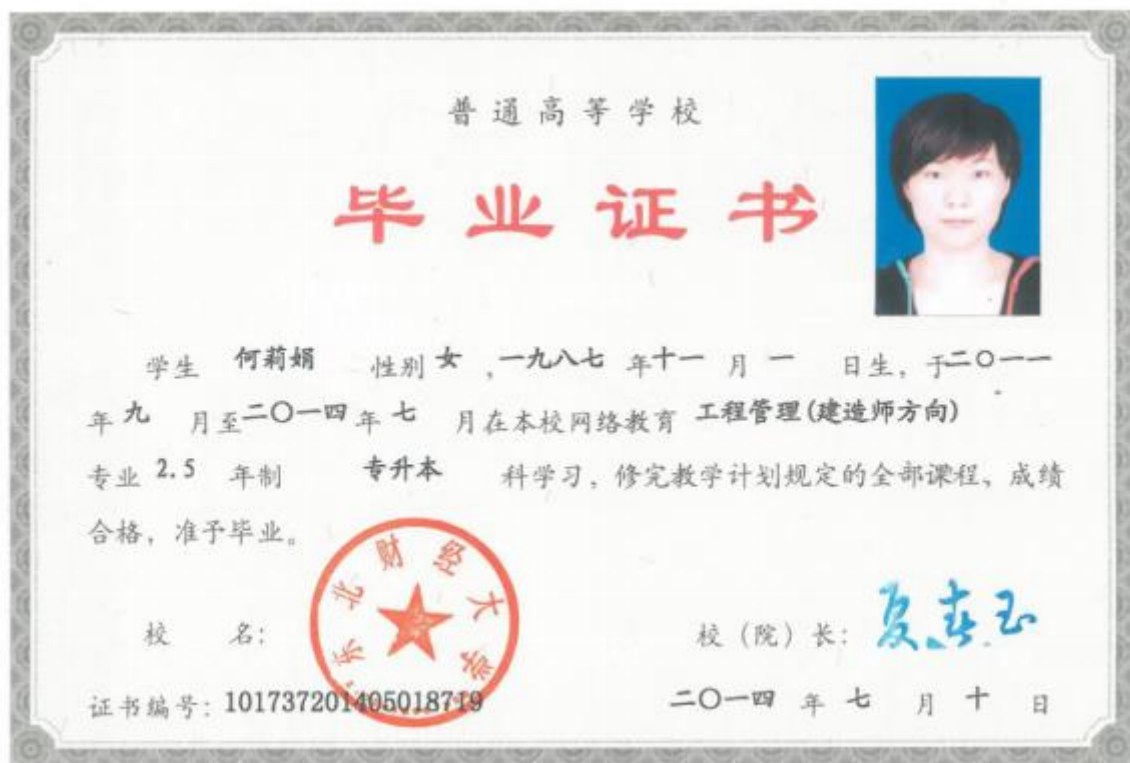 普通高等学校
毕业证书
学生 何莉娟 性别 女 ,一九八七 年 十一 月 一 日生, 于二〇一一
年 九 月至二〇一四 年 七 月在本校网络教育 工程管理(建造师方向)
专业 2.5 年制 专升本 科学习, 修完教学计划规定的全部课程, 成绩
合格, 准予毕业。
东北财经大学
校 名: 校 (院) 长: 夏春玉
证书编号: 101737201405018719 二〇一四 年 七 月 十 日